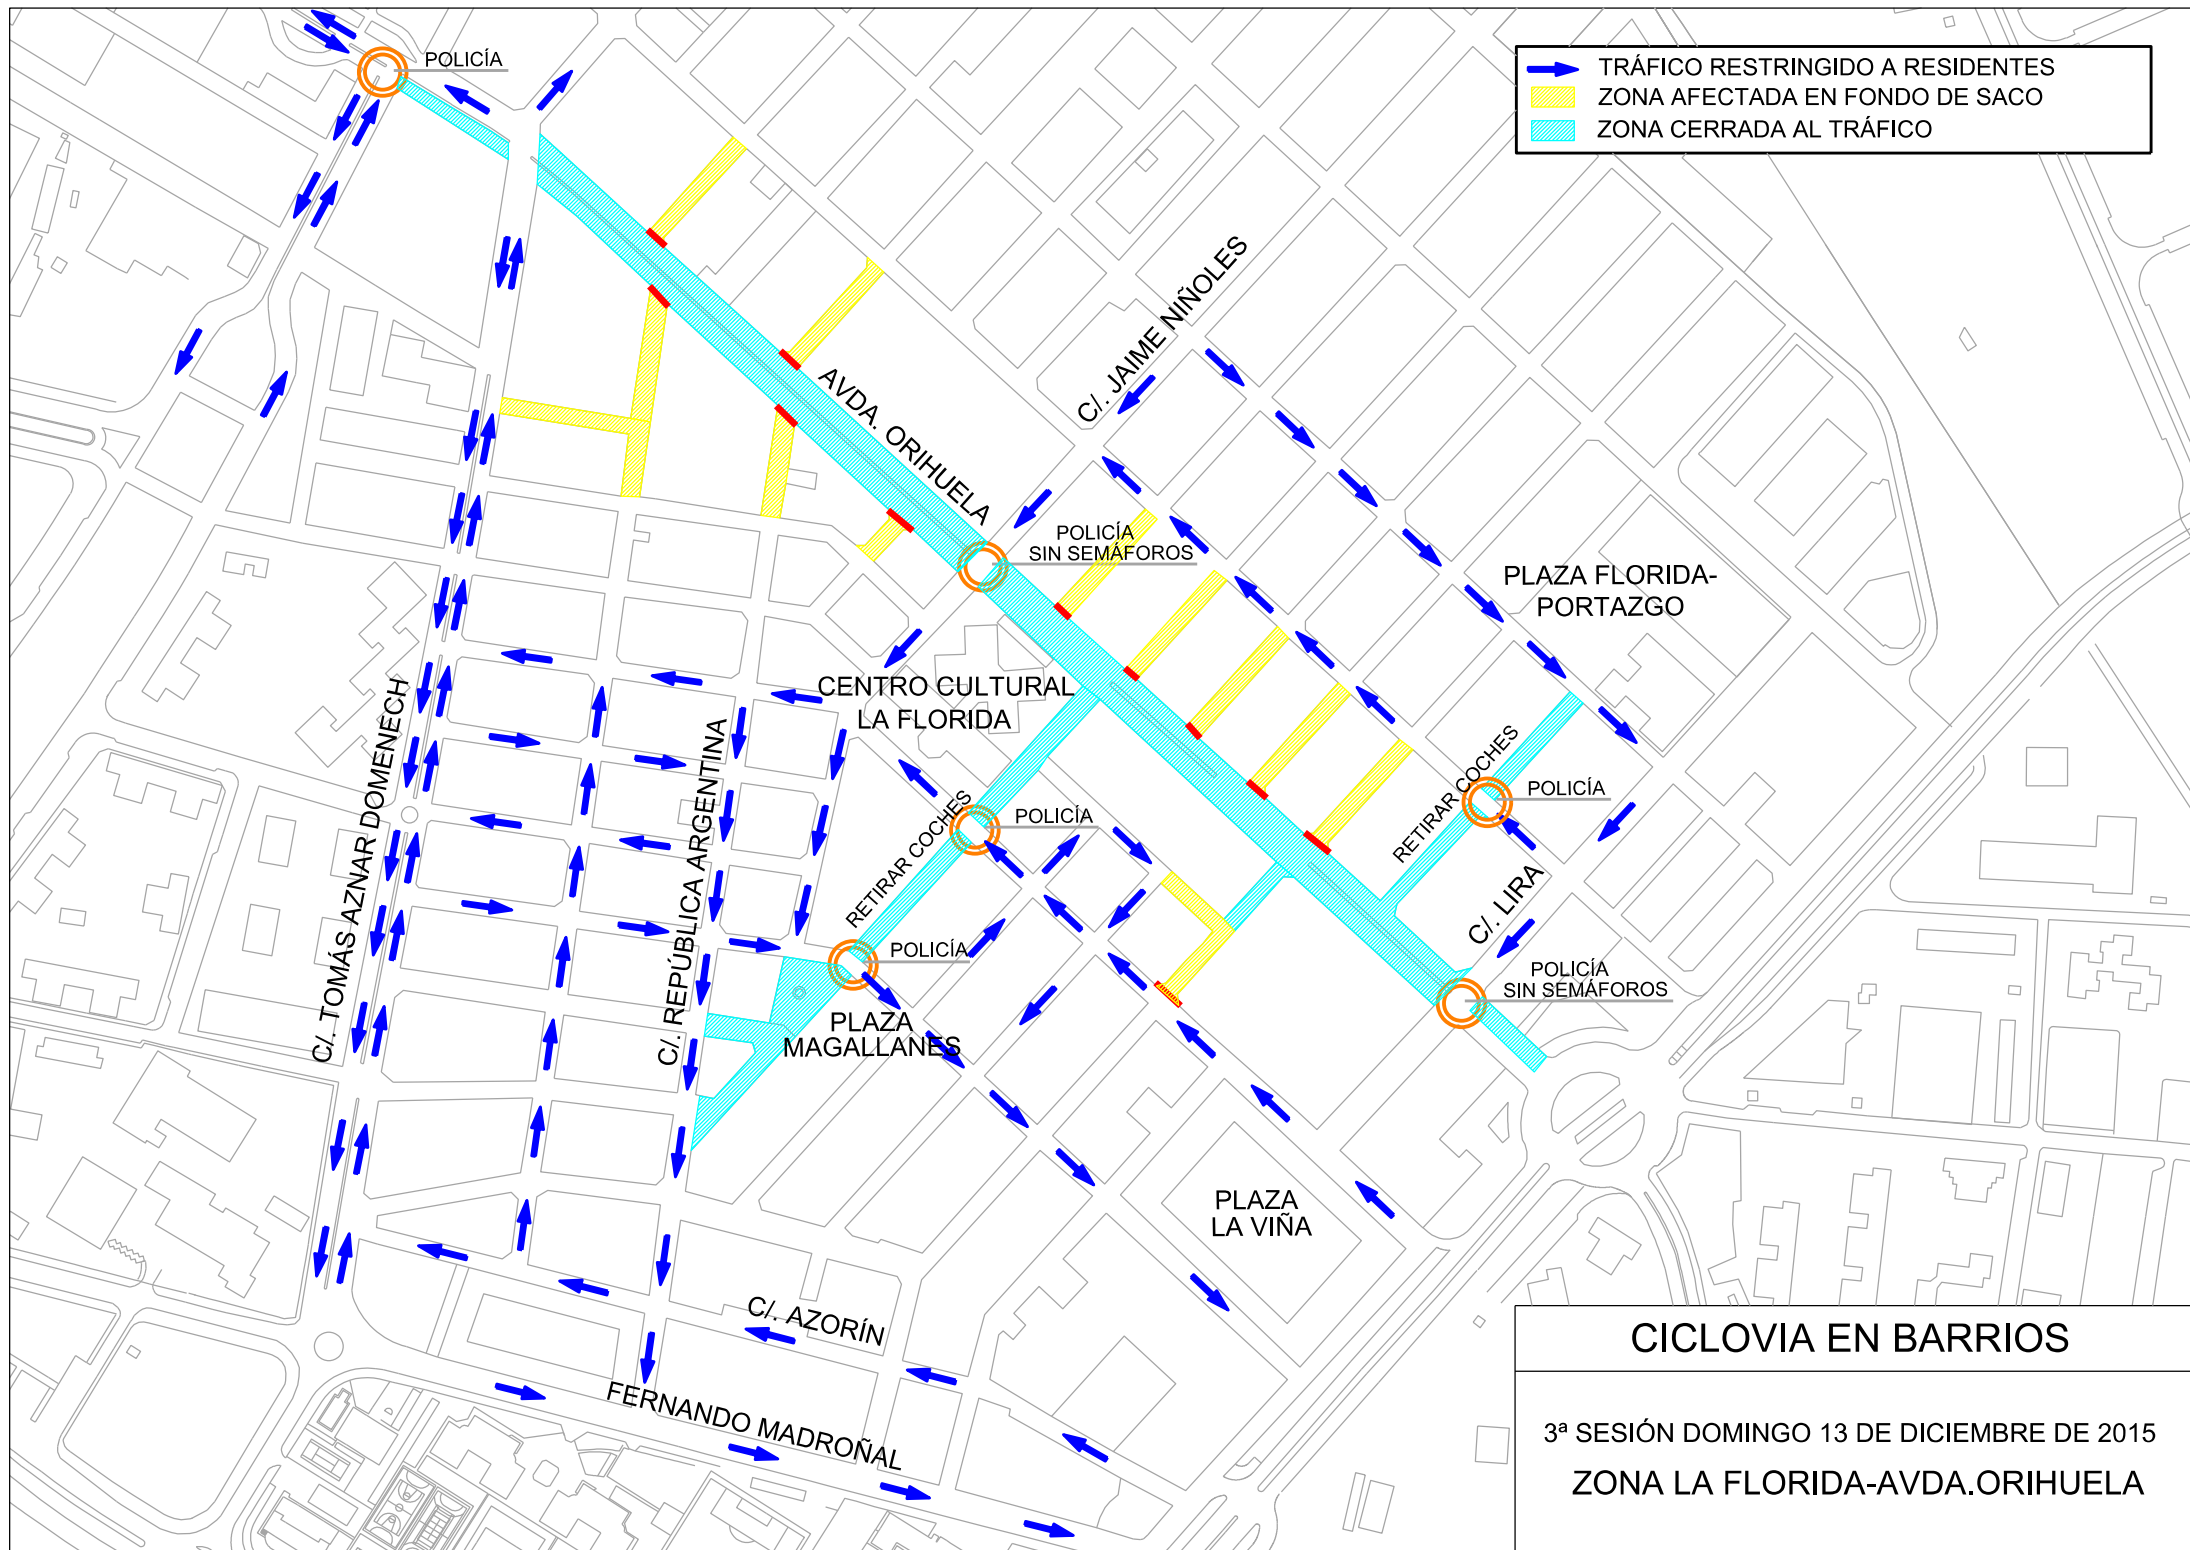 POLICÍA
TRÁFICO RESTRINGIDO A RESIDENTES
ZONA AFECTADA EN FONDO DE SACO
ZONA CERRADA AL TRÁFICO
C/. JAIME NIÑOLES
AVDA. ORIHUELA
POLICÍA
SIN SEMÁFOROS
PLAZA FLORIDA-
PORTAZGO
CENTRO CULTURAL
LA FLORIDA
C/. TOMÁS AZNAR DOMENECH
C/. REPÚBLICA ARGENTINA
RETIRAR COCHES
POLICÍA
RETIRAR COCHES
POLICÍA
C/. LIRA
POLICÍA
POLICÍA
SIN SEMÁFOROS
PLAZA
MAGALLANES
PLAZA
LA VIÑA
C/. AZORÍN
FERNANDO MADROÑAL
CICLOVIA EN BARRIOS
3ª SESIÓN DOMINGO 13 DE DICIEMBRE DE 2015
ZONA LA FLORIDA-AVDA.ORIHUELA